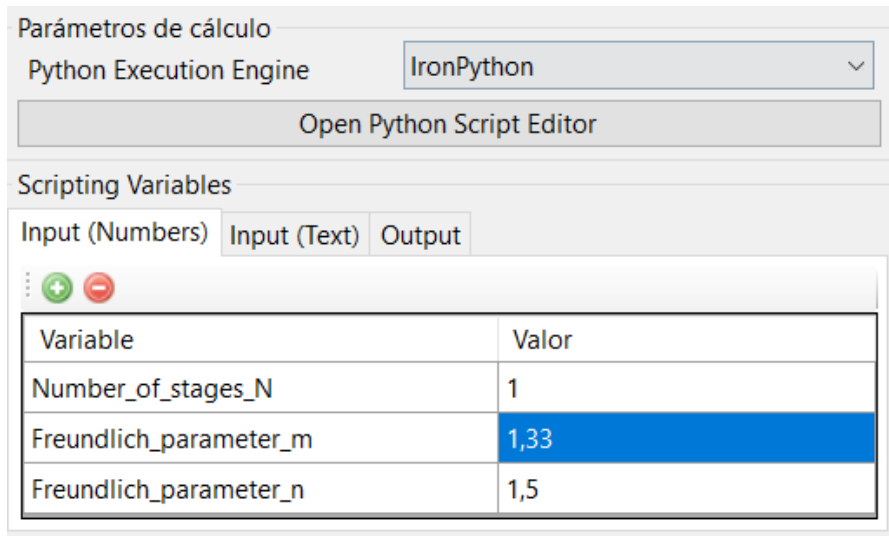 Parámetros de cálculo
Python Execution Engine IronPython
Open Python Script Editor
Scripting Variables
Input (Numbers) Input (Text) Output
Variable Valor
Number_of_stages_N 1
Freundlich_parameter_m 1,33
Freundlich_parameter_n 1,5